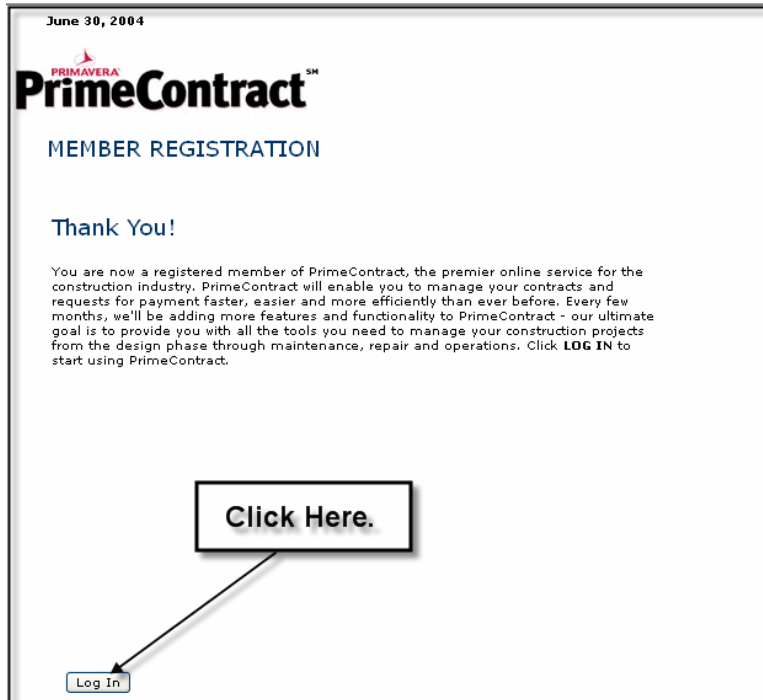 June 30, 2004
PRIMAVERA
PrimeContract℠
MEMBER REGISTRATION
Thank You!
You are now a registered member of PrimeContract, the premier online service for the
construction industry. PrimeContract will enable you to manage your contracts and
requests for payment faster, easier and more efficiently than ever before. Every few
months, we'll be adding more features and functionality to PrimeContract - our ultimate
goal is to provide you with all the tools you need to manage your construction projects
from the design phase through maintenance, repair and operations. Click LOG IN to
start using PrimeContract.
Click Here.
Log In